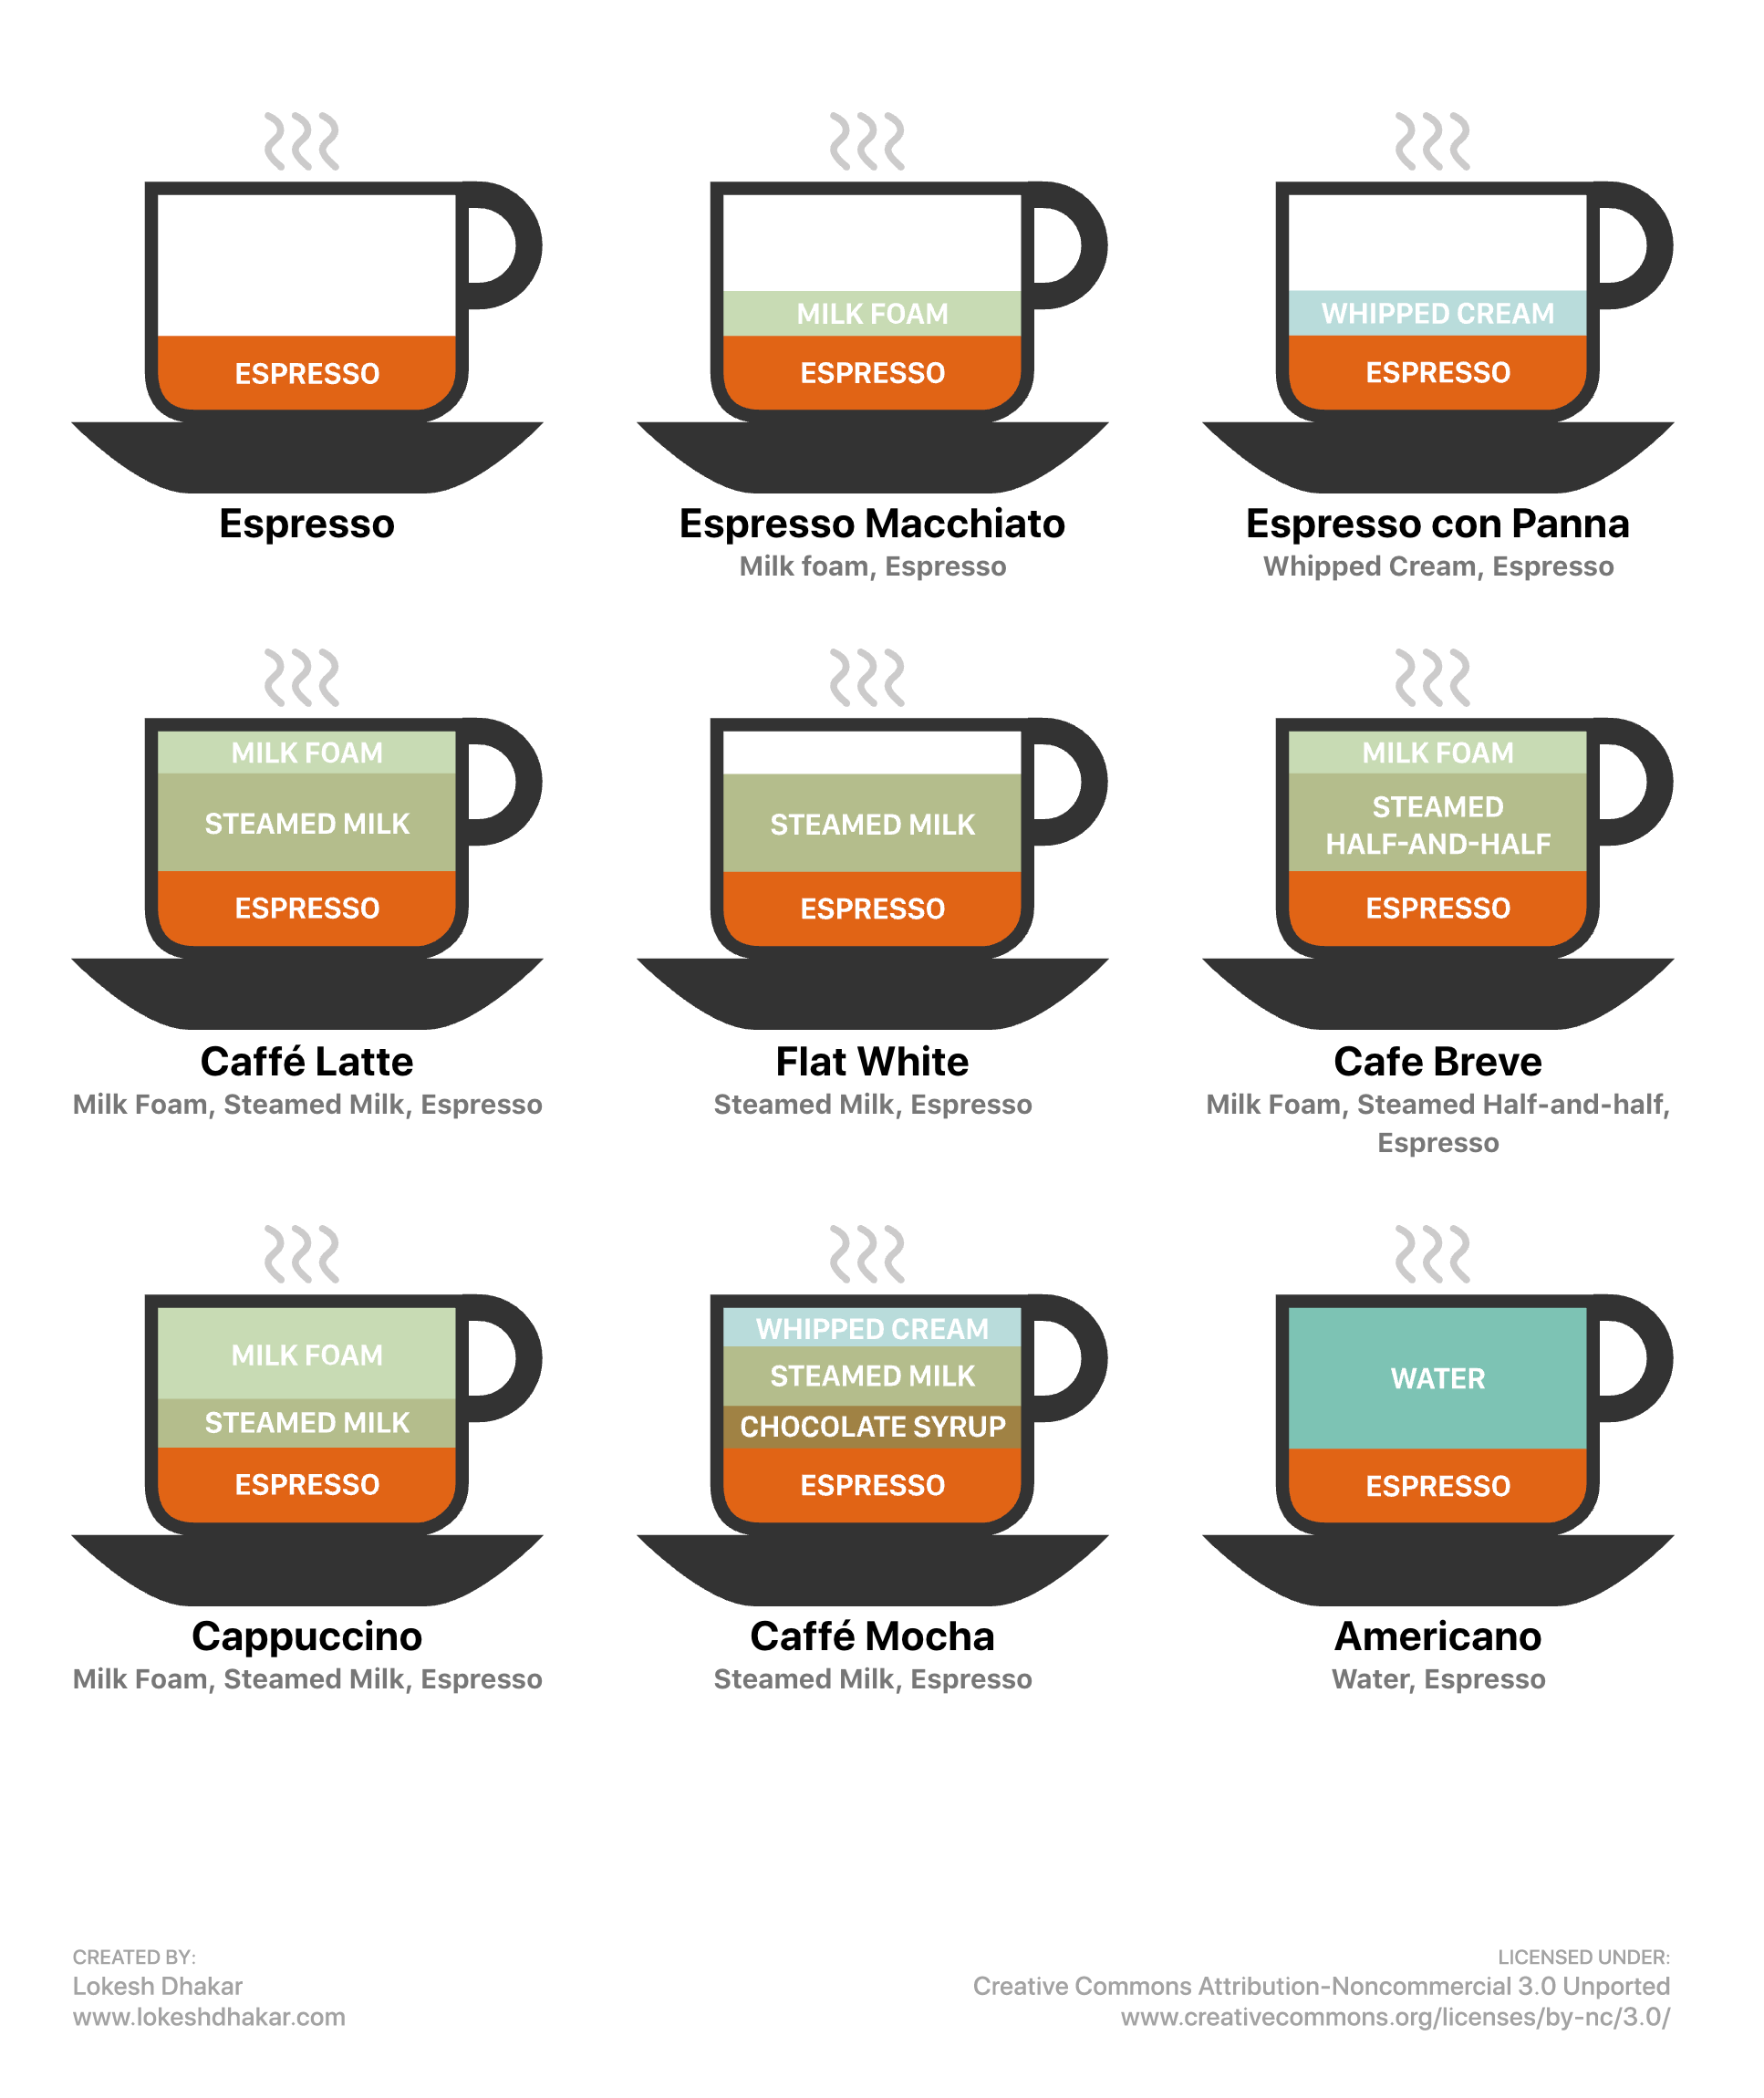 ESPRESSO
Espresso
MILK FOAM
ESPRESSO
Espresso Macchiato
Milk foam, Espresso
WHIPPED CREAM
ESPRESSO
Espresso con Panna
Whipped Cream, Espresso
MILK FOAM
STEAMED MILK
ESPRESSO
Caffé Latte
Milk Foam, Steamed Milk, Espresso
STEAMED MILK
ESPRESSO
Flat White
Steamed Milk, Espresso
MILK FOAM
STEAMED
HALF-AND-HALF
ESPRESSO
Cafe Breve
Milk Foam, Steamed Half-and-half,
Espresso
MILK FOAM
STEAMED MILK
ESPRESSO
Cappuccino
Milk Foam, Steamed Milk, Espresso
WHIPPED CREAM
STEAMED MILK
CHOCOLATE SYRUP
ESPRESSO
Caffé Mocha
Steamed Milk, Espresso
WATER
ESPRESSO
Americano
Water, Espresso
CREATED BY:
Lokesh Dhakar
www.lokeshdhakar.com
LICENSED UNDER:
Creative Commons Attribution-Noncommercial 3.0 Unported
www.creativecommons.org/licenses/by-nc/3.0/